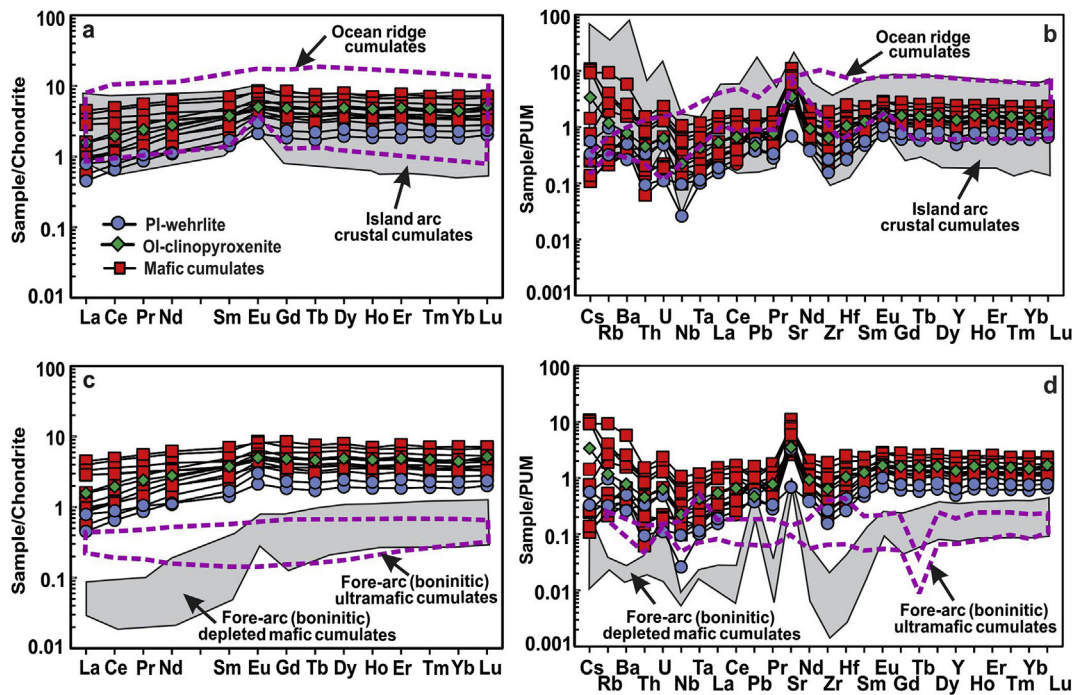 a
100
10
1
0.1
0.01
Sample/Chondrite
Ocean ridge
cumulates
Island arc
crustal cumulates
Pl-wehrlite
Ol-clinopyroxenite
Mafic cumulates
La Ce Pr Nd Sm Eu Gd Tb Dy Ho Er Tm Yb Lu
b
100
10
1
0.1
0.01
0.001
Sample/PUM
Ocean ridge
cumulates
Island arc
crustal cumulates
Cs Ba U Ta Ce Pr Nd Hf Eu Tb Y Er Yb
Rb Th Nb La Pb Sr Zr Sm Gd Dy Ho Tm Lu
c
100
10
1
0.1
0.01
Sample/Chondrite
Fore-arc (boninitic)
ultramafic cumulates
Fore-arc (boninitic)
depleted mafic cumulates
La Ce Pr Nd Sm Eu Gd Tb Dy Ho Er Tm Yb Lu
d
100
10
1
0.1
0.01
0.001
Sample/PUM
Fore-arc (boninitic)
depleted mafic cumulates
Fore-arc (boninitic)
ultramafic cumulates
Cs Ba U Ta Ce Pr Nd Hf Eu Tb Y Er Yb
Rb Th Nb La Pb Sr Zr Sm Gd Dy Ho Tm Lu